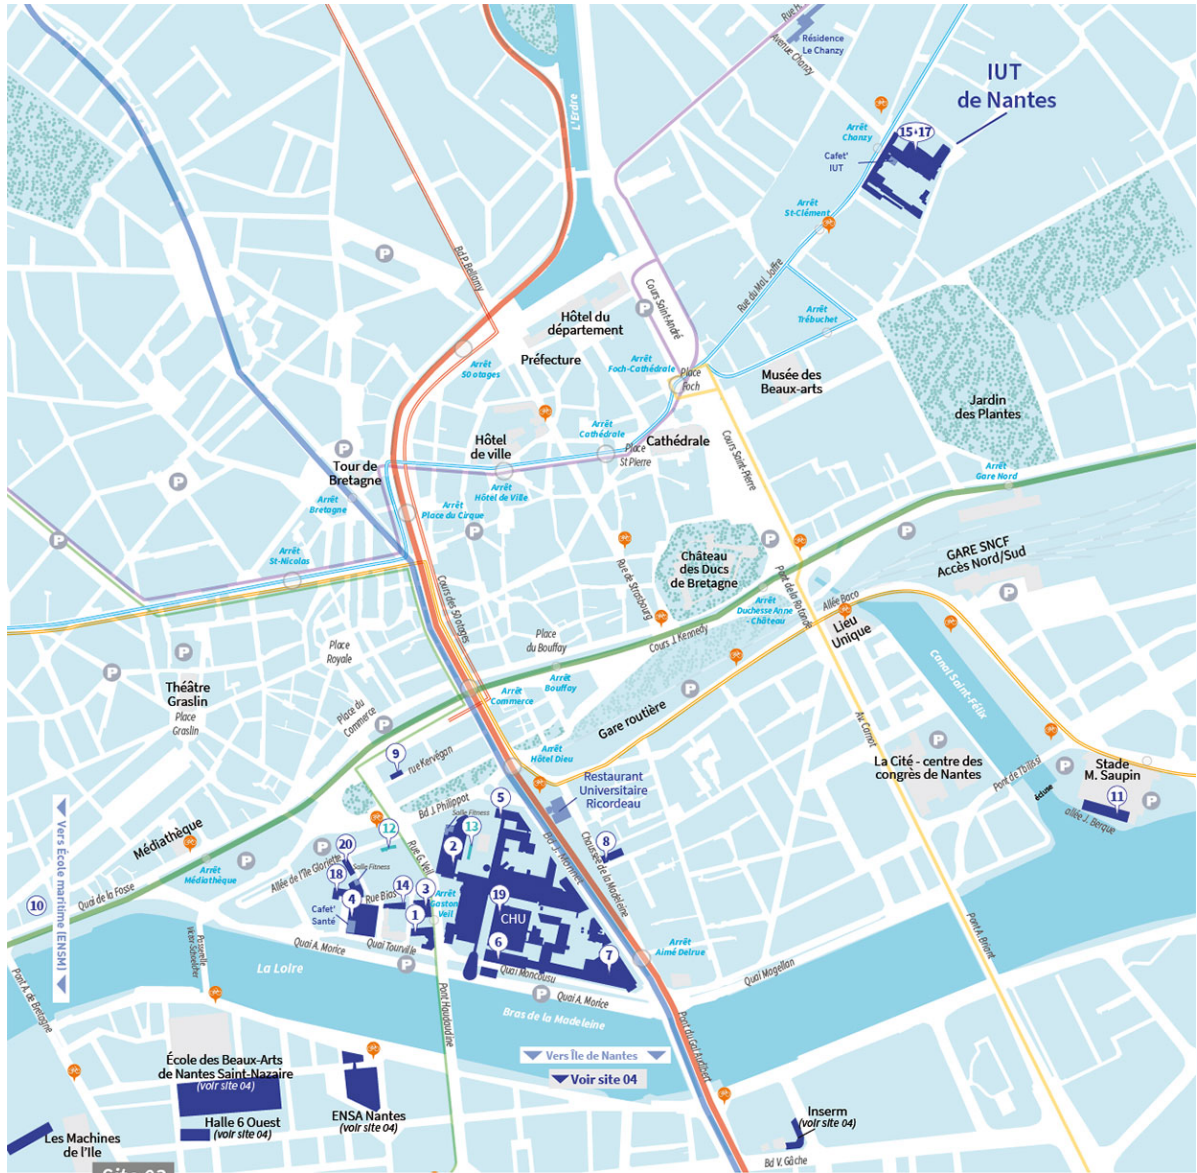 Résidence
Le Chanzy
Avenue Chanzy
L'Erdre
IUT
de Nantes
Arrêt
Chanzy
15
17
Cafet'
IUT
Arrêt
St-Clément
P
Bd P. Bellamy
Rue du Mal. Joffre
Cours Saint-André
P
Hôtel du
département
Arrêt
Trébuchet
Préfecture
Arrêt
50 otages
Arrêt
Foch-Cathédrale
Place
Foch
Musée des
Beaux-arts
Jardin
des Plantes
Arrêt
Cathédrale
Hôtel
de ville
Place
St Pierre
Cathédrale
Cours Saint-Pierre
P
Tour de
Bretagne
P
Arrêt
Bretagne
Arrêt
Hôtel de Ville
Arrêt
Place du Cirque
P
Arrêt
Gare Nord
P
P
P
Arrêt
St-Nicolas
Rue de Strasbourg
Château
des Ducs
de Bretagne
GARE SNCF
Accès Nord/Sud
P
Pont de la Rotonde
Arrêt
Duchesse Anne
- Château
Allée Baco
Lieu
Unique
Cours des 50 otages
Place
du Bouffay
Cours J. Kennedy
Place
Royale
P
P
P
Canal Saint-Félix
Arrêt
Bouffay
Théâtre
Graslin
Place
Graslin
Arrêt
Commerce
P
Place du
Commerce
P
Gare routière
Av. Carnot
P
La Cité - centre des
congrès de Nantes
Arrêt
Hôtel Dieu
9
rue Kervégan
Pont de Tbilissi
écluse
P
Stade
M. Saupin
P
11
allée J. Berque
Restaurant
Universitaire
Ricordeau
Bd J. Philippot
5
Salle Fitness
12
13
2
Médiathèque
Arrêt
Médiathèque
P
P
20
Allée de l'île Gloriette
Salle Fitness
Rue G. Veil
Bd J. Monnet
8
Chaussée de la Madeleine
18
14
3
Rue Bias
Arrêt
Gaston
Veil
19
CHU
4
1
Cafet'
Santé
10
Quai de la Fosse
Vers École maritime (ENSM)
Quai A. Morice
Quai Tourville
P
6
7
Quai Moncousu
P
Quai A. Morice
Arrêt
Aimé Delrue
Quai Magellan
Pont A. Briant
Passerelle
Victor-Schoelcher
La Loire
Bras de la Madeleine
Pont A. de Bretagne
Pont Haudaudine
Pont du Gal Audibert
Vers Île de Nantes
Voir site 04
École des Beaux-Arts
de Nantes Saint-Nazaire
(voir site 04)
Halle 6 Ouest
(voir site 04)
ENSA Nantes
(voir site 04)
Inserm
(voir site 04)
Les Machines
de l'Ile
Bd V. Gâche